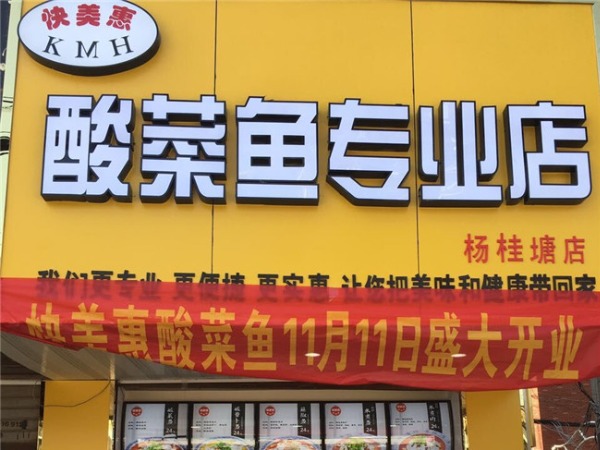 快美惠
KMH
酸菜鱼专业店
杨桂塘店
我们更专业 更便捷 更实惠 让你把美味和健康带回家
快美惠酸菜鱼11月11日盛大开业